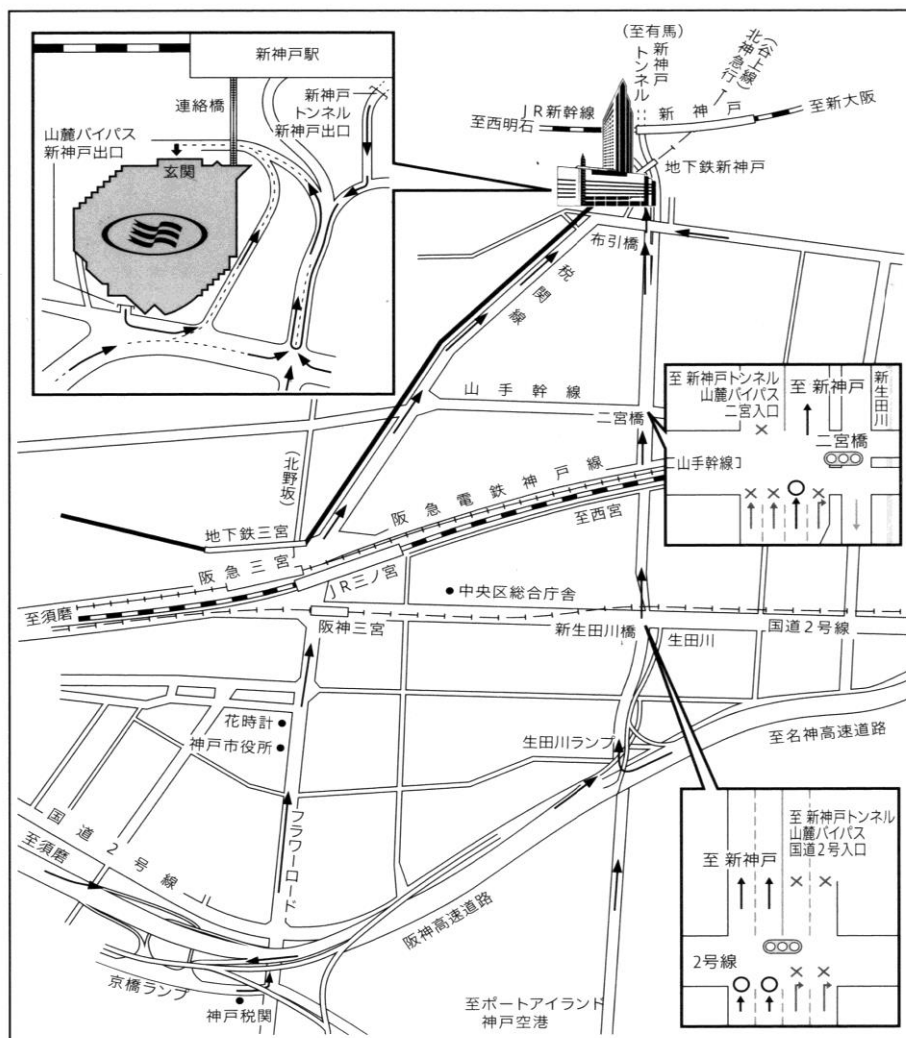 新神戸駅
連絡橋
新神戸
トンネル
新神戸出口
山麓バイパス
新神戸出口
玄関
(至有馬)
新神戸
トンネル
(谷上線)
北神急行
JR新幹線
至西明石
新神戸
至新大阪
地下鉄新神戸
布引橋
税関線
山手幹線
二宮橋
至 新神戸トンネル
山麓バイパス
二宮入口
至 新神戸
新生田川
二宮橋
山手幹線
(北野坂)
阪急電鉄神戸線
至西宮
地下鉄三宮
阪急三宮
JR三ノ宮
中央区総合庁舎
至須磨
阪神三宮
新生田川橋
国道2号線
生田川
花時計
神戸市役所
生田川ランプ
至名神高速道路
国道2号線
至須磨
フラワーロード
阪神高速道路
至 新神戸トンネル
山麓バイパス
国道2号入口
至 新神戸
2号線
京橋ランプ
神戸税関
至ポートアイランド
神戸空港